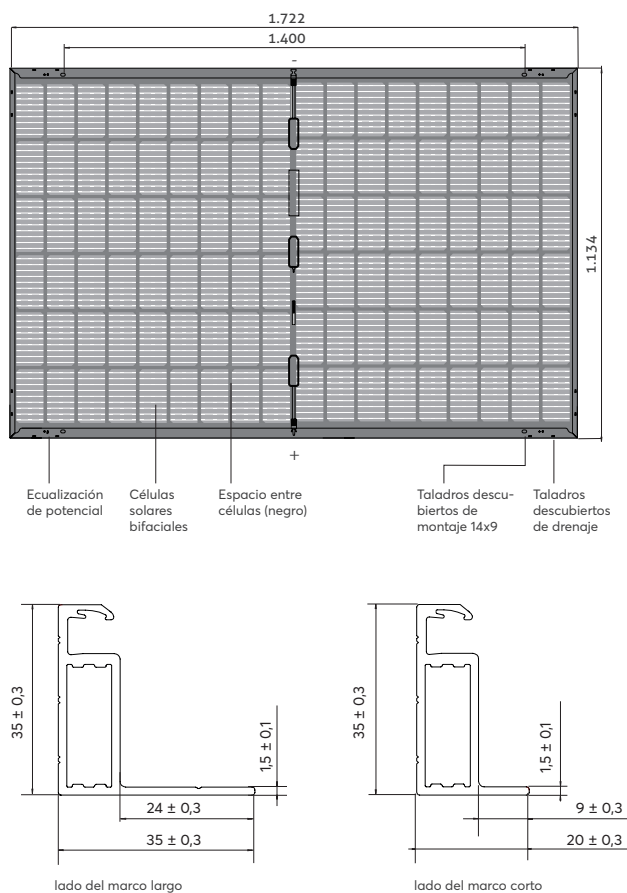 1.722
1.400
-
1.134
+
Ecualización
de potencial
Células
solares
bifaciales
Espacio entre
células (negro)
Taladros descu-
biertos de
montaje 14x9
Taladros
descubiertos
de drenaje
35 ± 0,3
1,5 ± 0,1
24 ± 0,3
35 ± 0,3
lado del marco largo
35 ± 0,3
1,5 ± 0,1
9 ± 0,3
20 ± 0,3
lado del marco corto